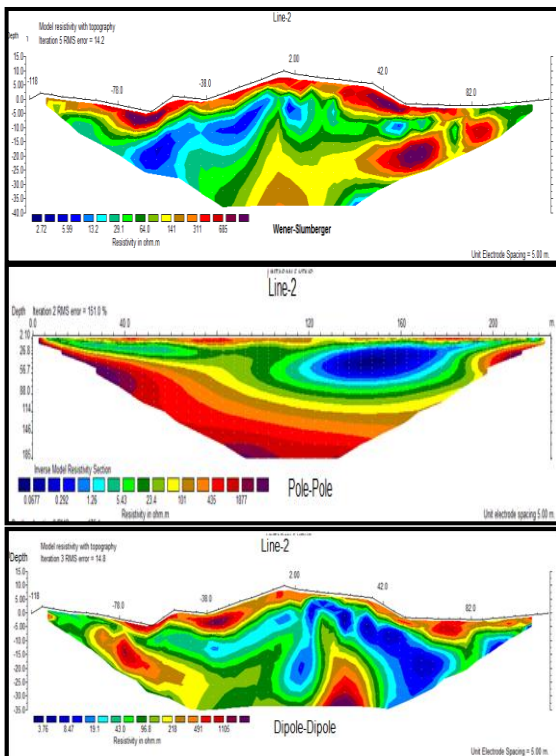 Line-2
Model resistivity with topography
Iteration 5 RMS error = 14.2
Depth
15.0
10.0
5.0
0.00
-5.00
-10.0
-15.0
-20.0
-25.0
-30.0
-35.0
-40.0
-118
-78.0
-38.0
2.00
42.0
82.0
2.72 5.99 13.2 29.1 64.0 141 311 685
Resistivity in ohm.m
Wener-Slumberger
Unit Electrode Spacing = 5.00 m.
Line-2
Depth Iteration 2 RMS error = 151.0 %
40.0 120 160 200 m.
2.10
26.8
56.7
88.0
114
146
185
Inverse Model Resistivity Section
0.0677 0.292 1.26 5.42 23.4 101 435 1077
Resistivity in ohm.m
Pole-Pole
Unit electrode spacing 5.00 m.
Line-2
Model resistivity with topography
Iteration 3 RMS error = 14.8
Depth
15.0
10.0
5.0
0.0
-5.0
-10.0
-15.0
-20.0
-25.0
-30.0
-35.0
-118
-78.0
-38.0
2.00
42.0
82.0
3.76 8.47 19.1 43.0 96.8 218 491 1105
Resistivity in ohm.m
Dipole-Dipole
Unit Electrode Spacing = 5.00 m.